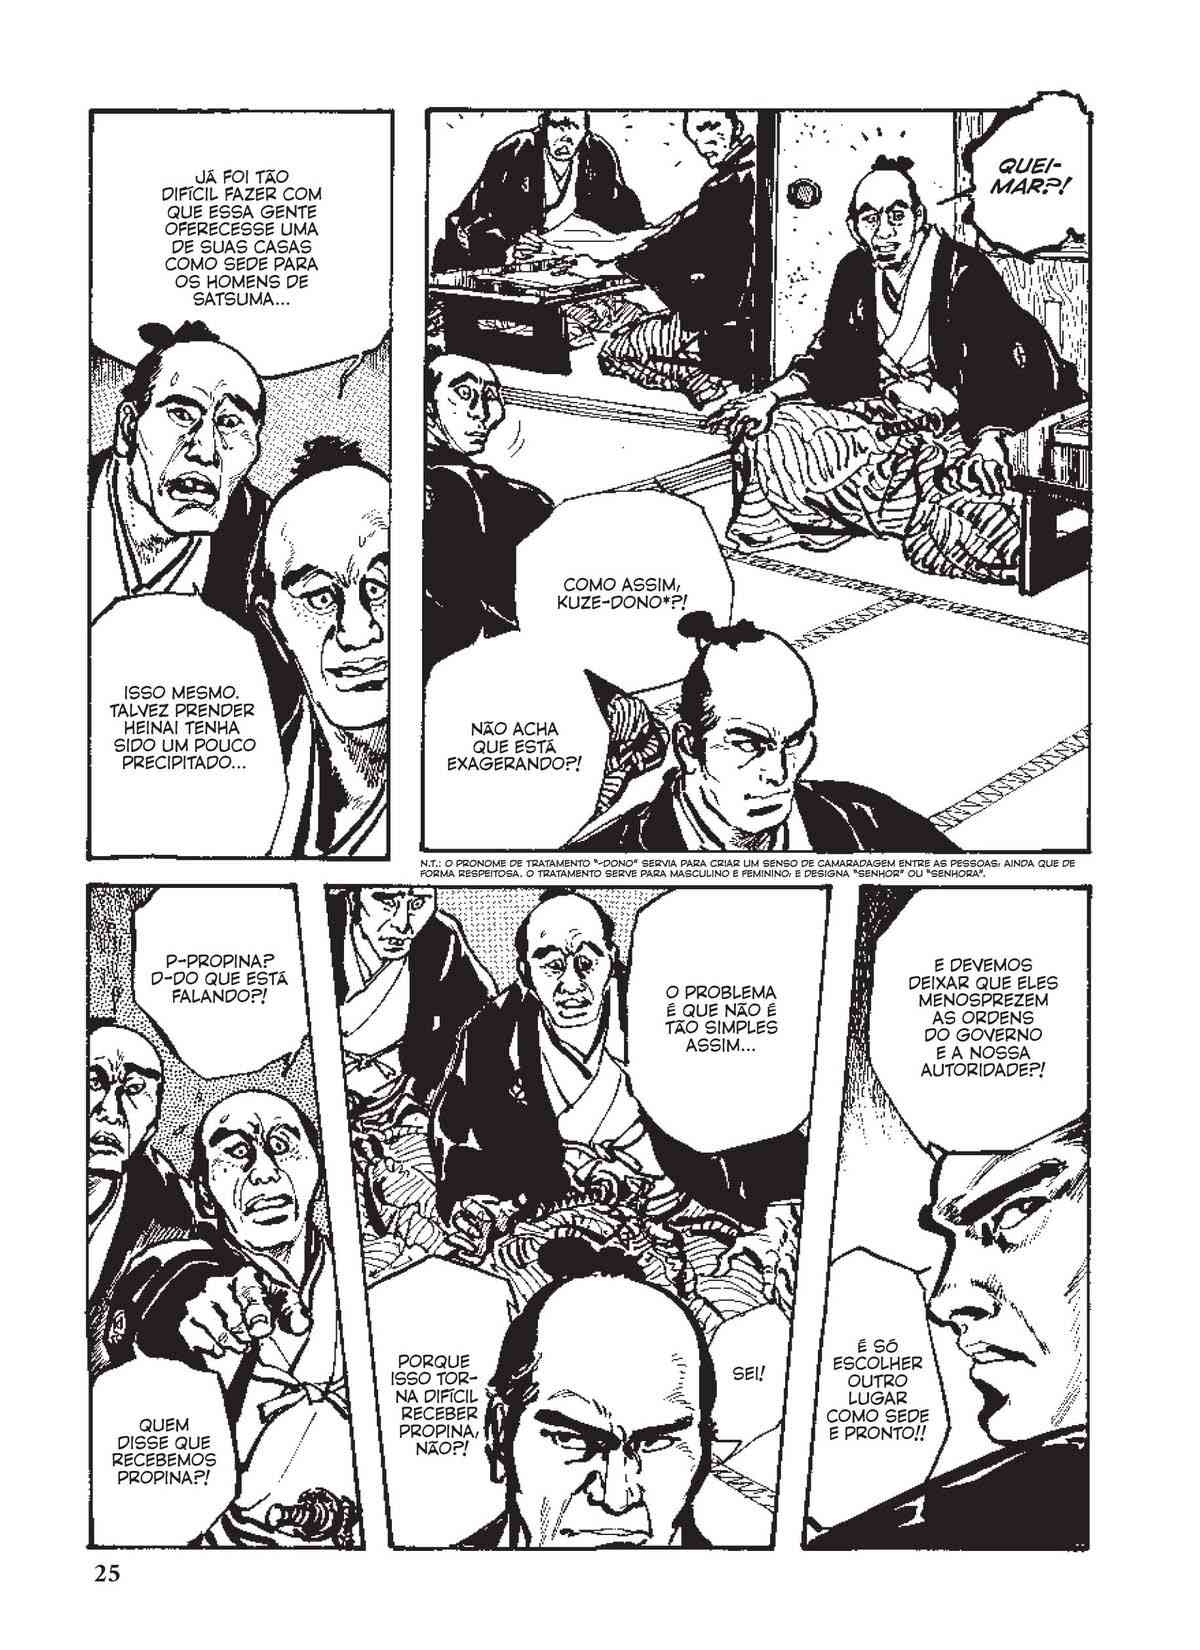 QUEI-
MAR?!
COMO ASSIM,
KUZE-DONO*?!
NÃO ACHA
QUE ESTÁ
EXAGERANDO?!
N.T.: O PRONOME DE TRATAMENTO "-DONO" SERVIA PARA CRIAR UM SENSO DE CAMARADAGEM ENTRE AS PESSOAS; AINDA QUE DE
FORMA RESPEITOSA. O TRATAMENTO SERVE PARA MASCULINO E FEMININO; E DESIGNA "SENHOR" OU "SENHORA".
JÁ FOI TÃO
DIFÍCIL FAZER COM
QUE ESSA GENTE
OFERECESSE UMA
DE SUAS CASAS
COMO SEDE PARA
OS HOMENS DE
SATSUMA...
ISSO MESMO.
TALVEZ PRENDER
HEINAI TENHA
SIDO UM POUCO
PRECIPITADO...
E DEVEMOS
DEIXAR QUE ELES
MENOSPREZEM
AS ORDENS
DO GOVERNO
E A NOSSA
AUTORIDADE?!
É SÓ
ESCOLHER
OUTRO
LUGAR
COMO SEDE
E PRONTO!!
O PROBLEMA
É QUE NÃO É
TÃO SIMPLES
ASSIM...
SEI!
PORQUE
ISSO TOR-
NA DIFÍCIL
RECEBER
PROPINA,
NÃO?!
P-PROPINA?
D-DO QUE ESTÁ
FALANDO?!
QUEM
DISSE QUE
RECEBEMOS
PROPINA?!
25